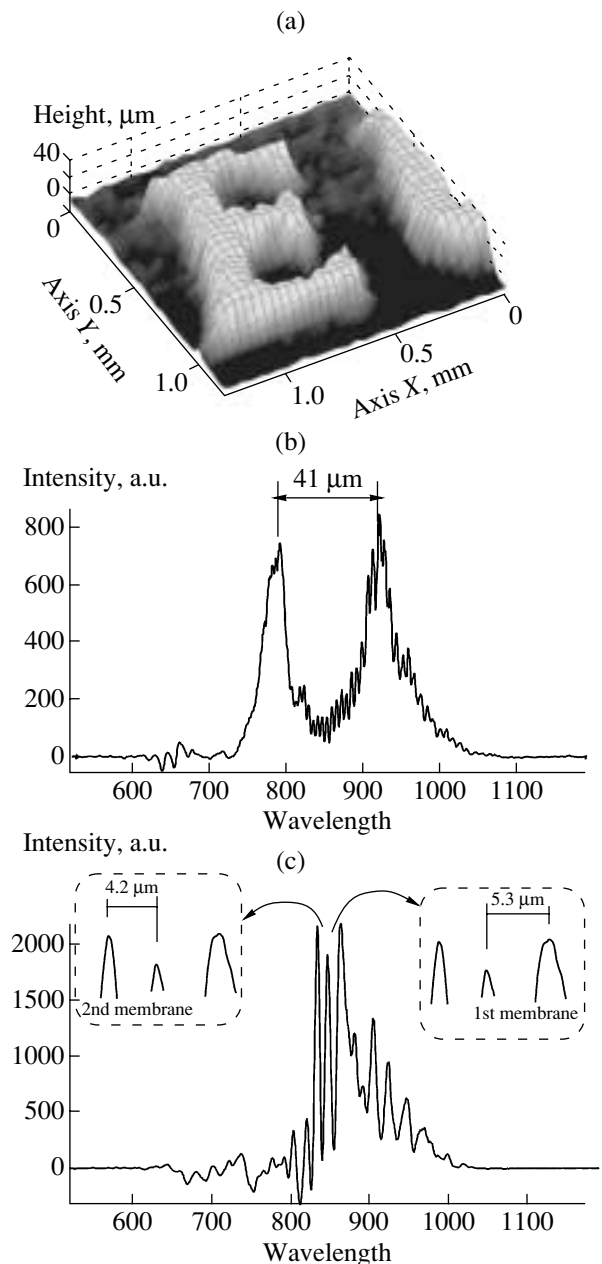 (a)
Height, μm
40
0
0
0.5
1.0
Axis Y, mm
0
0.5
1.0
Axis X, mm
(b)
Intensity, a.u.
41 μm
800
600
400
200
0
600 700 800 900 1000 1100
Wavelength
Intensity, a.u.
(c)
4.2 μm
2nd membrane
5.3 μm
1st membrane
2000
1500
1000
500
0
600 700 800 900 1000 1100
Wavelength